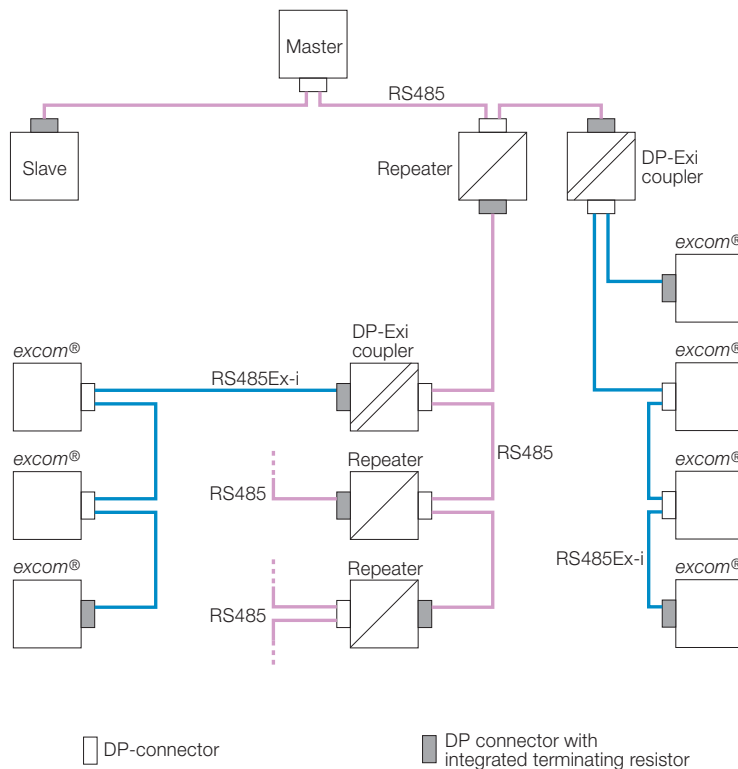 Master
RS485
Slave
Repeater
DP-Exi
coupler
excom®
DP-Exi
coupler
excom®
RS485Ex-i
excom®
RS485
Repeater
excom®
RS485
excom®
RS485Ex-i
Repeater
excom®
RS485
excom®
DP-connector
DP connector with
integrated terminating resistor